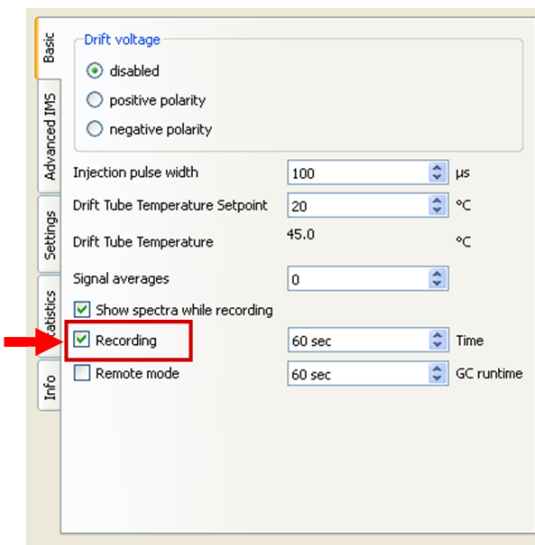 Basic
Advanced IMS
Settings
Statistics
Info
Drift voltage
disabled
positive polarity
negative polarity
Injection pulse width 100 µs
Drift Tube Temperature Setpoint 20 °C
Drift Tube Temperature 45.0 °C
Signal averages 0
Show spectra while recording
Recording 60 sec Time
Remote mode 60 sec GC runtime